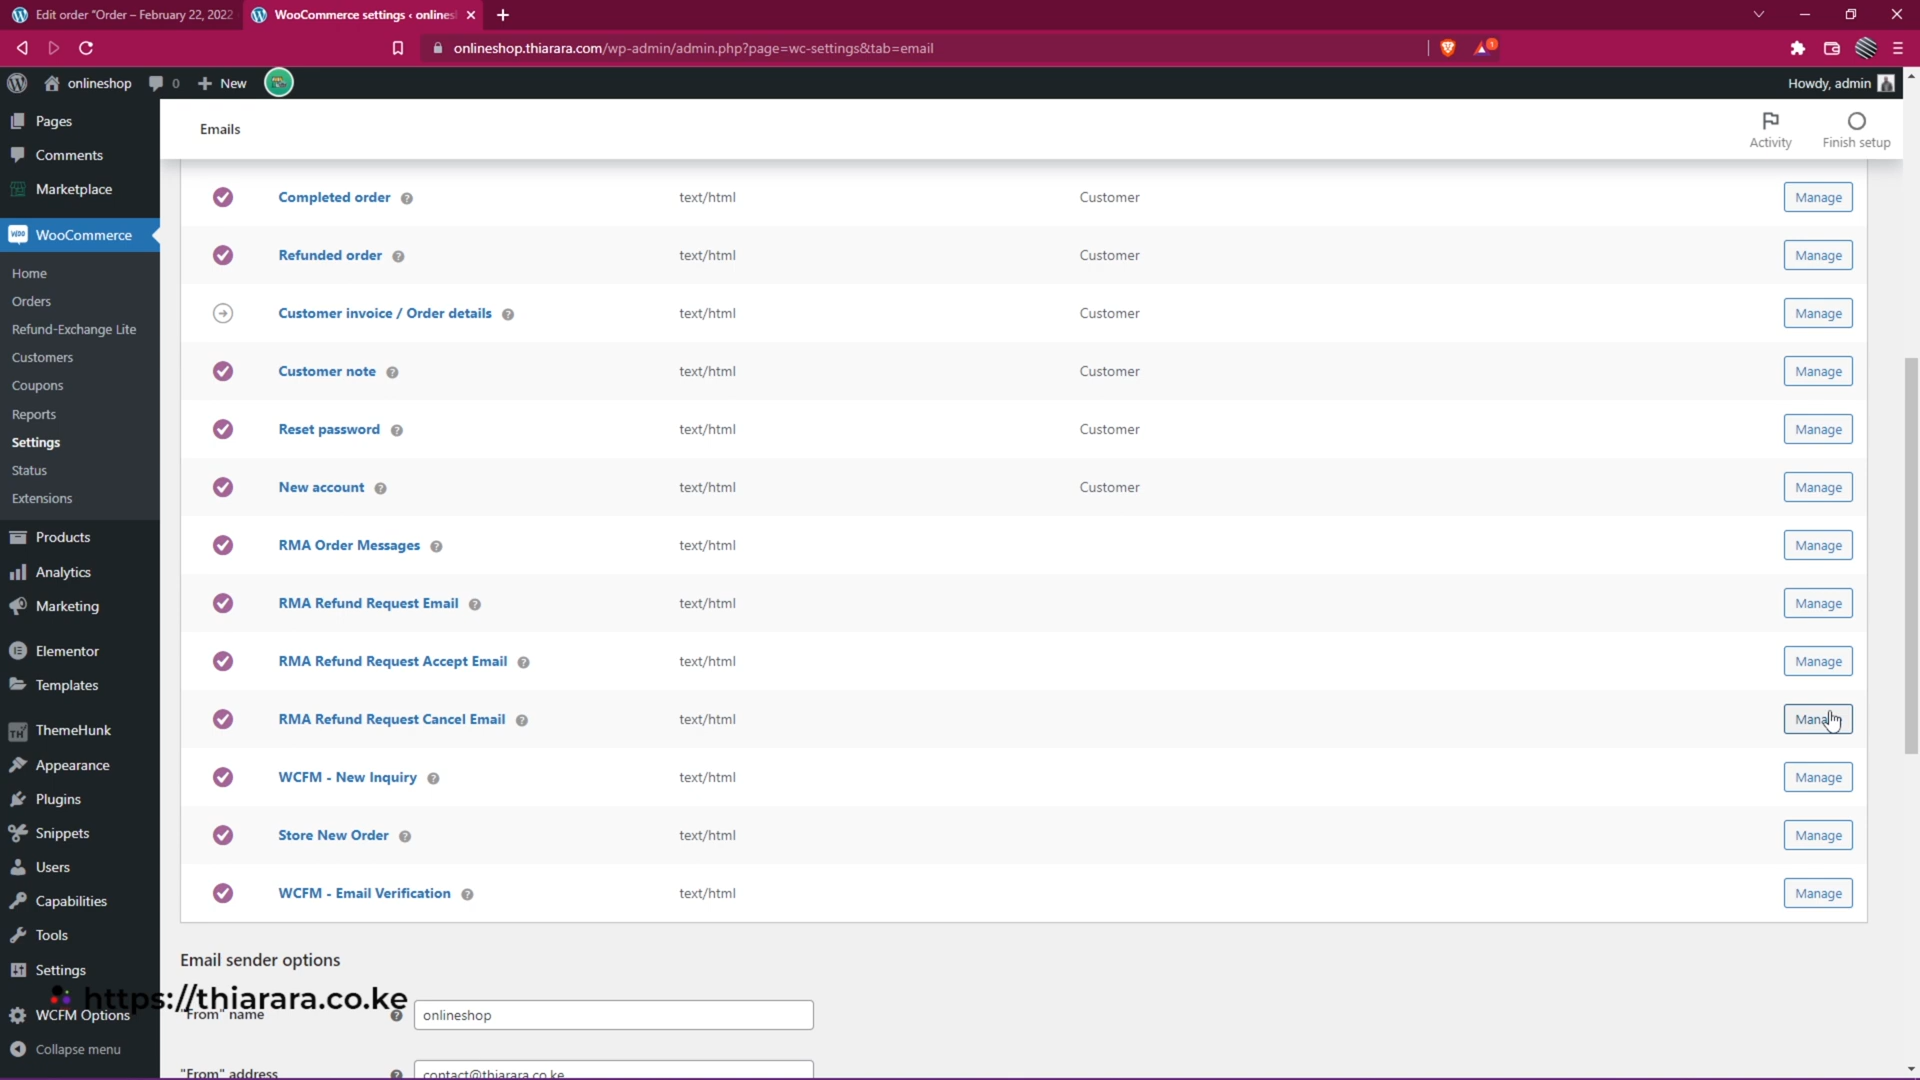 Edit order "Order – February 22, 2022
WooCommerce settings ‹ onlines
onlineshop.thiarara.com/wp-admin/admin.php?page=wc-settings&tab=email
1
onlineshop
0
New
Howdy, admin
Pages
Comments
Marketplace
WooCommerce
Home
Orders
Refund-Exchange Lite
Customers
Coupons
Reports
Settings
Status
Extensions
Products
Analytics
Marketing
Elementor
Templates
ThemeHunk
Appearance
Plugins
Snippets
Users
Capabilities
Tools
Settings
WCFM Options
Collapse menu
Emails
Activity
Finish setup
Completed order text/html Customer Manage
Refunded order text/html Customer Manage
Customer invoice / Order details text/html Customer Manage
Customer note text/html Customer Manage
Reset password text/html Customer Manage
New account text/html Customer Manage
RMA Order Messages text/html Manage
RMA Refund Request Email text/html Manage
RMA Refund Request Accept Email text/html Manage
RMA Refund Request Cancel Email text/html Manage
WCFM - New Inquiry text/html Manage
Store New Order text/html Manage
WCFM - Email Verification text/html Manage
Email sender options
https://thiarara.co.ke
"From" name onlineshop
"From" address contact@thiarara.co.ke